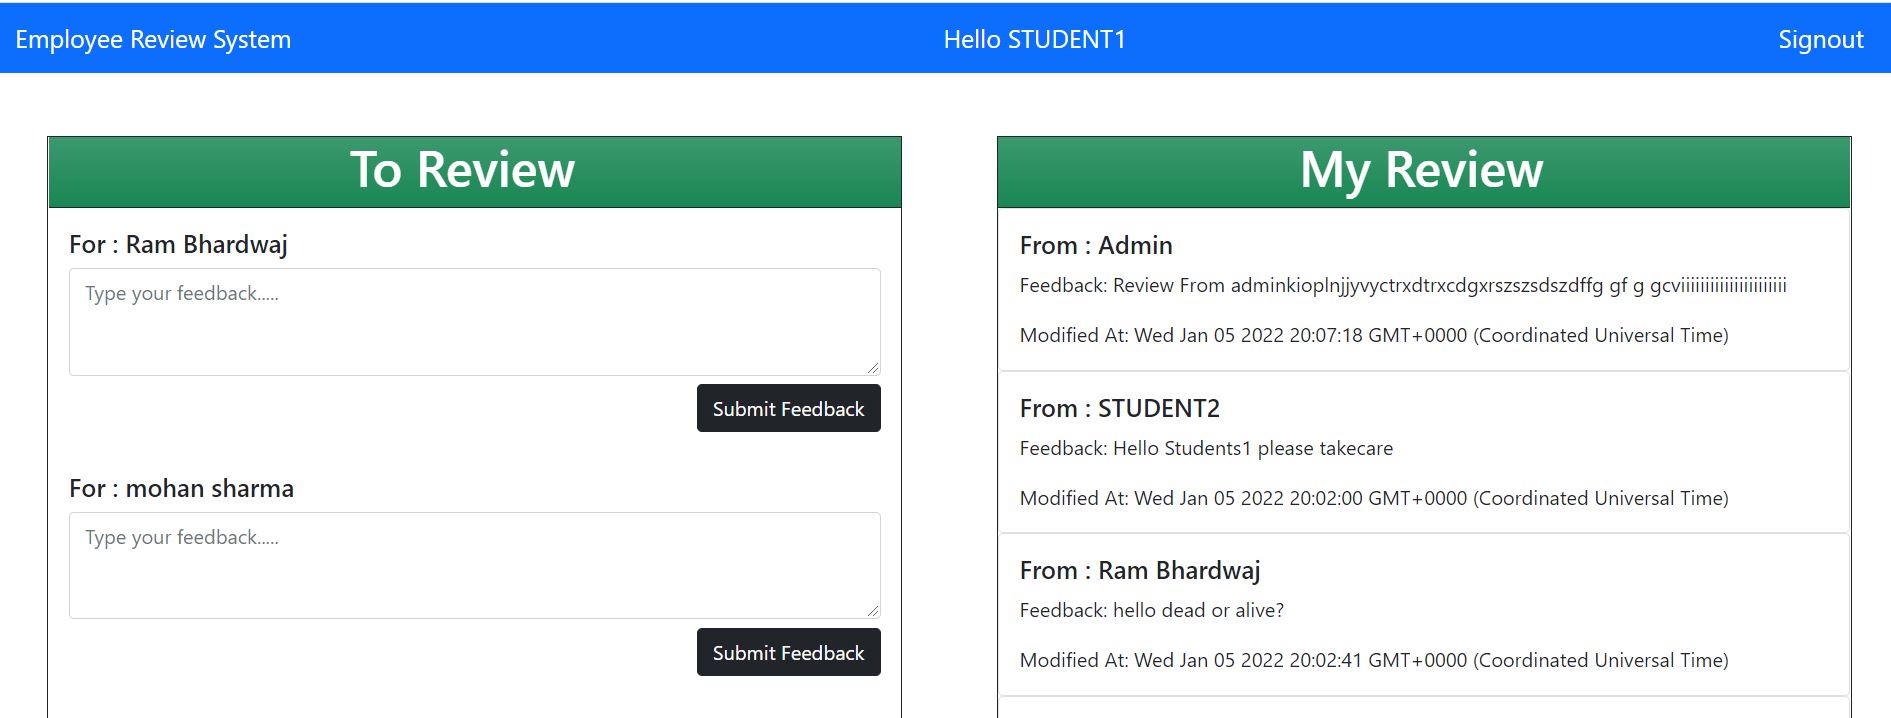 Employee Review System
Hello STUDENT1
Signout
To Review
For : Ram Bhardwaj
Type your feedback.....
Submit Feedback
For : mohan sharma
Type your feedback.....
Submit Feedback
My Review
From : Admin
Feedback: Review From adminkioplnjjyvyctrxdtrxcdgxrszszsdszdffg gf g gcviiiiiiiiiiiiiiiiiiiiii
Modified At: Wed Jan 05 2022 20:07:18 GMT+0000 (Coordinated Universal Time)
From : STUDENT2
Feedback: Hello Students1 please takecare
Modified At: Wed Jan 05 2022 20:02:00 GMT+0000 (Coordinated Universal Time)
From : Ram Bhardwaj
Feedback: hello dead or alive?
Modified At: Wed Jan 05 2022 20:02:41 GMT+0000 (Coordinated Universal Time)